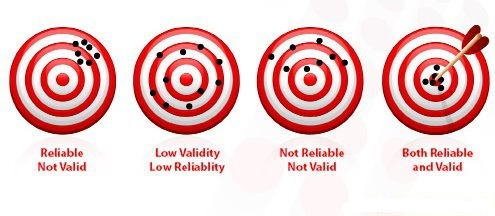 Reliable
Not Valid
Low Validity
Low Reliablity
Not Reliable
Not Valid
Both Reliable
and Valid